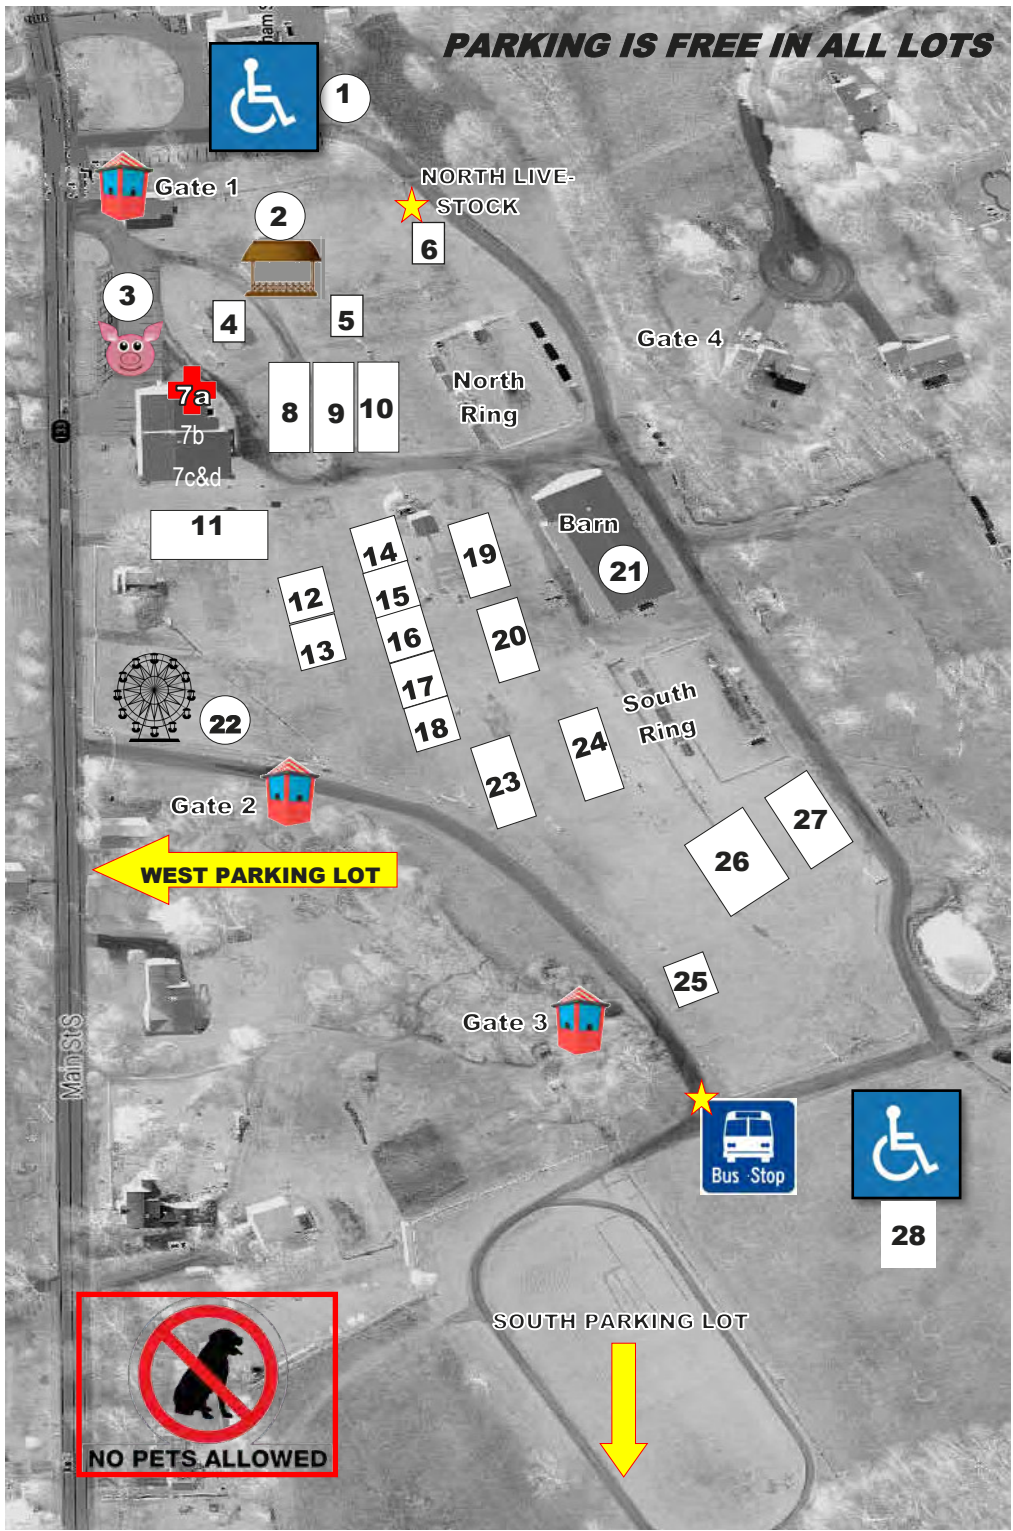 PARKING IS FREE IN ALL LOTS
1
Gate 1
NORTH LIVE-
STOCK
2
6
3
4
5
Gate 4
North
Ring
7a
7b
7c&d
8
9
10
133
11
Barn
14
19
21
12
15
13
16
20
17
South
Ring
22
18
24
23
Gate 2
27
WEST PARKING LOT
26
25
Gate 3
Main St S
Bus Stop
28
SOUTH PARKING LOT
NO PETS ALLOWED